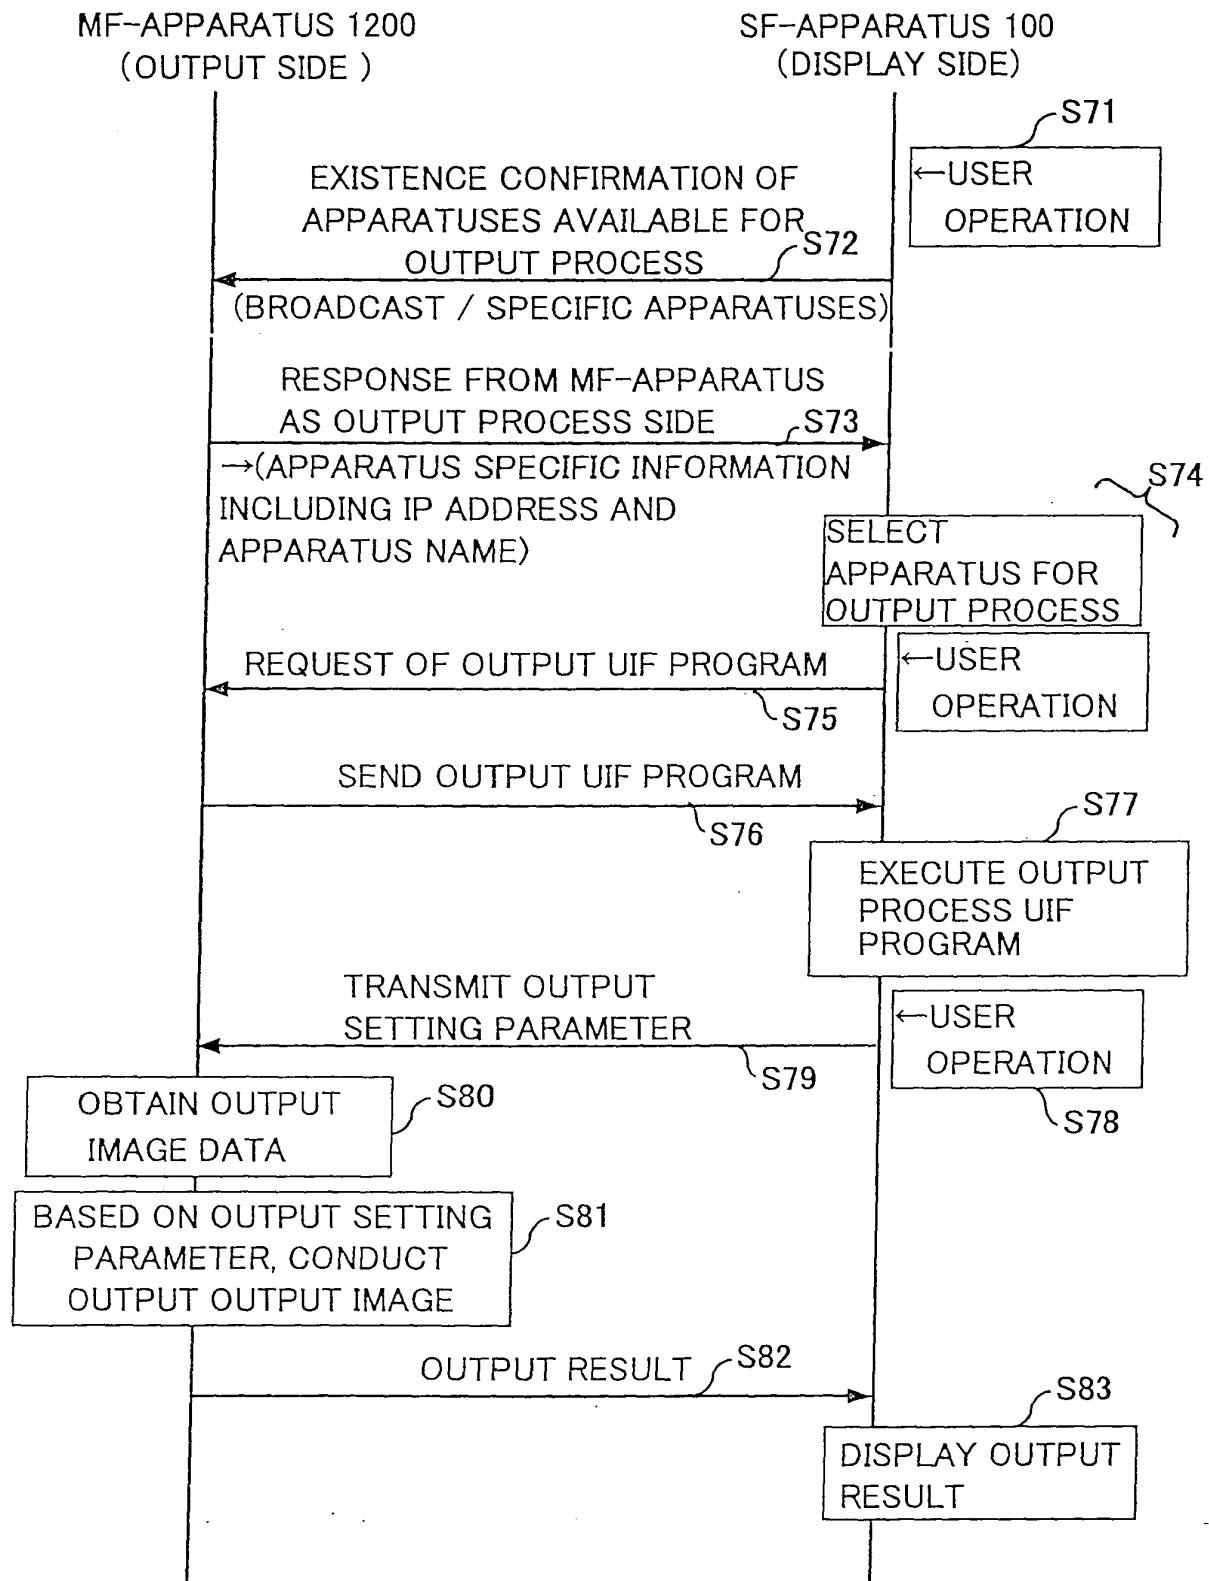 MF-APPARATUS 1200
(OUTPUT SIDE )
SF-APPARATUS 100
(DISPLAY SIDE)
S71
←USER
OPERATION
EXISTENCE CONFIRMATION OF
APPARATUSES AVAILABLE FOR
OUTPUT PROCESS
S72
(BROADCAST / SPECIFIC APPARATUSES)
RESPONSE FROM MF-APPARATUS
AS OUTPUT PROCESS SIDE
S73
→(APPARATUS SPECIFIC INFORMATION
INCLUDING IP ADDRESS AND
APPARATUS NAME)
S74
SELECT
APPARATUS FOR
OUTPUT PROCESS
←USER
OPERATION
REQUEST OF OUTPUT UIF PROGRAM
S75
SEND OUTPUT UIF PROGRAM
S76
S77
EXECUTE OUTPUT
PROCESS UIF
PROGRAM
TRANSMIT OUTPUT
SETTING PARAMETER
S79
←USER
OPERATION
S78
OBTAIN OUTPUT
IMAGE DATA
S80
BASED ON OUTPUT SETTING
PARAMETER, CONDUCT
OUTPUT OUTPUT IMAGE
S81
OUTPUT RESULT
S82
S83
DISPLAY OUTPUT
RESULT